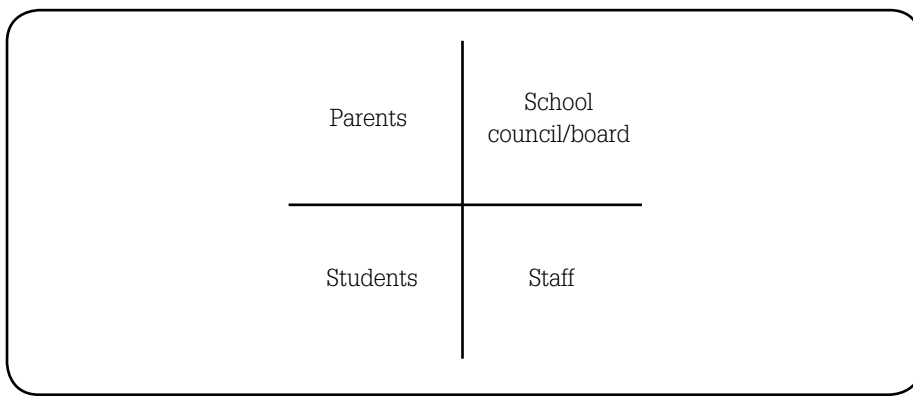 Parents
School
council/board
Students
Staff